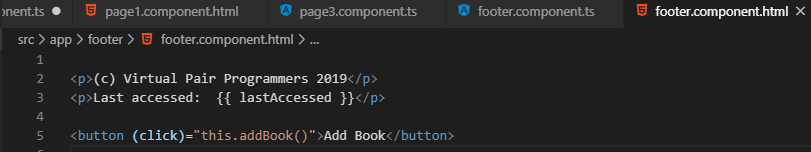 onent.ts page1.component.html page3.component.ts footer.component.ts footer.component.html
src > app > footer > footer.component.html > ...
1
2 <p>(c) Virtual Pair Programmers 2019</p>
3 <p>Last accessed:  {{ lastAccessed }}</p>
4
5 <button (click)="this.addBook()">Add Book</button>